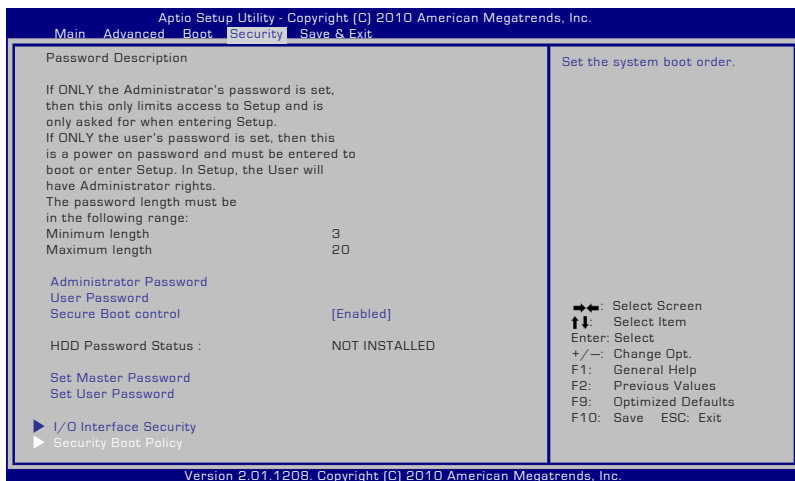 Aptio Setup Utility - Copyright (C) 2010 American Megatrends, Inc.
Main Advanced Boot Security Save & Exit
Password Description
If ONLY the Administrator's password is set,
then this only limits access to Setup and is
only asked for when entering Setup.
If ONLY the user's password is set, then this
is a power on password and must be entered to
boot or enter Setup. In Setup, the User will
have Administrator rights.
The password length must be
in the following range:
Minimum length 3
Maximum length 20
Administrator Password
User Password
Secure Boot control [Enabled]
HDD Password Status : NOT INSTALLED
Set Master Password
Set User Password
I/O Interface Security
Security Boot Policy
Set the system boot order.
→←: Select Screen
↑↓: Select Item
Enter: Select
+/—: Change Opt.
F1: General Help
F2: Previous Values
F9: Optimized Defaults
F10: Save ESC: Exit
Version 2.01.1208. Copyright (C) 2010 American Megatrends, Inc.